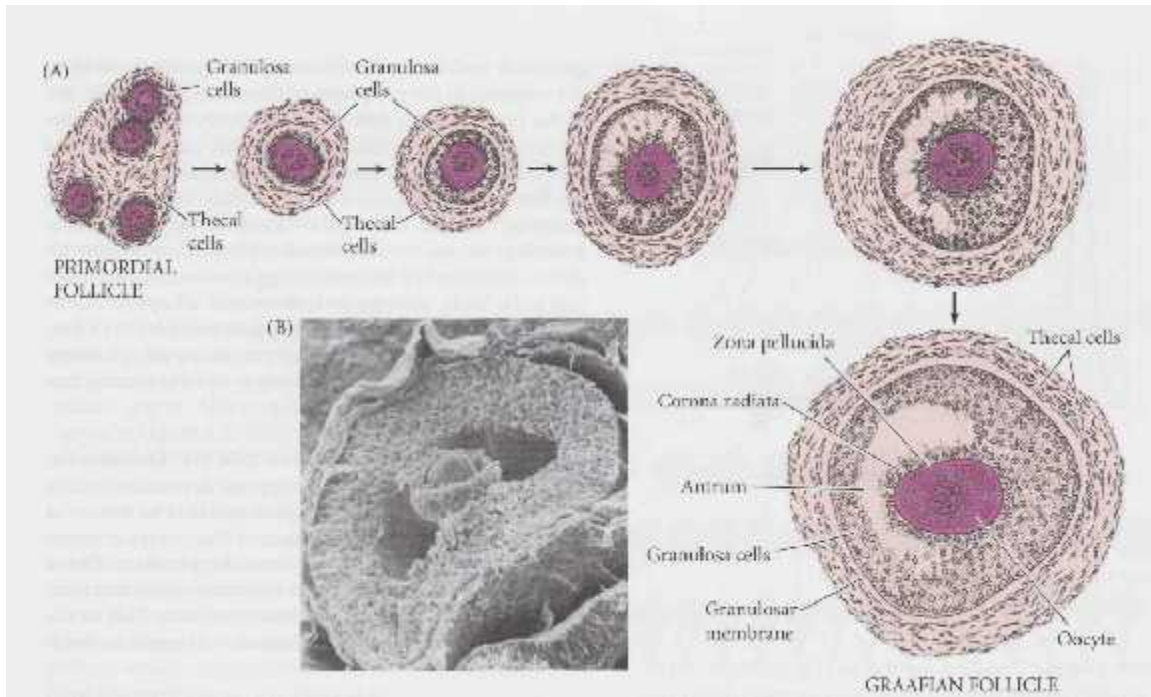 (A)
Granulosa
cells
Granulosa
cells
Thecal
cells
Thecal
cells
PRIMORDIAL
FOLLICLE
(B)
Zona pellucida
Thecal cells
Corona radiata
Antrum
Granulosa cells
Granulosar
membrane
Oocyte
GRAAFIAN FOLLICLE